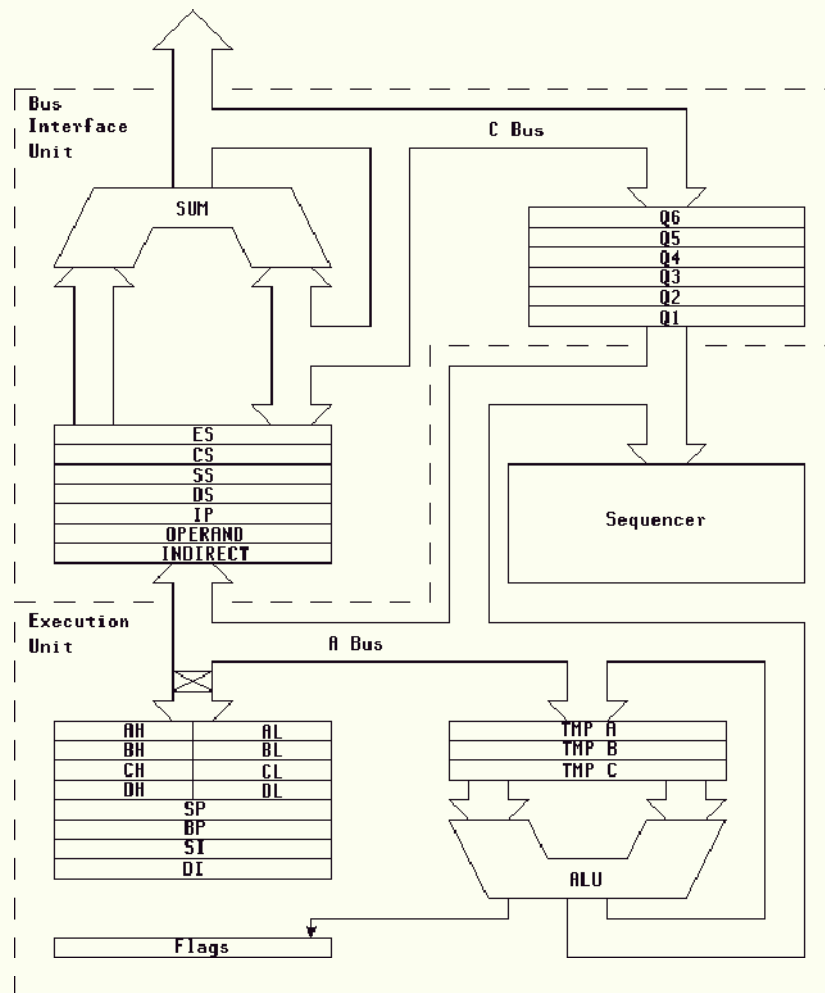 Bus
Interface
Unit
C Bus
SUM
Q6
Q5
Q4
Q3
Q2
Q1
ES
CS
SS
DS
IP
OPERAND
INDIRECT
Sequencer
Execution
Unit
A Bus
AH AL
BH BL
CH CL
DH DL
SP
BP
SI
DI
TMP A
TMP B
TMP C
ALU
Flags